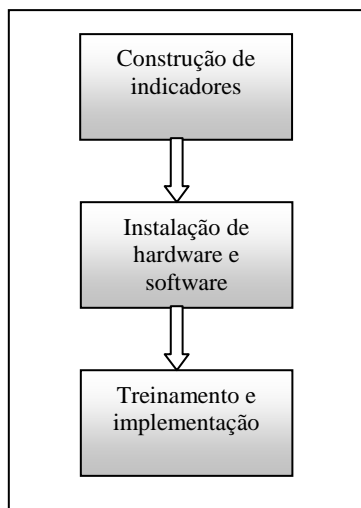 Construção de
indicadores
Instalação de
hardware e
software
Treinamento e
implementação